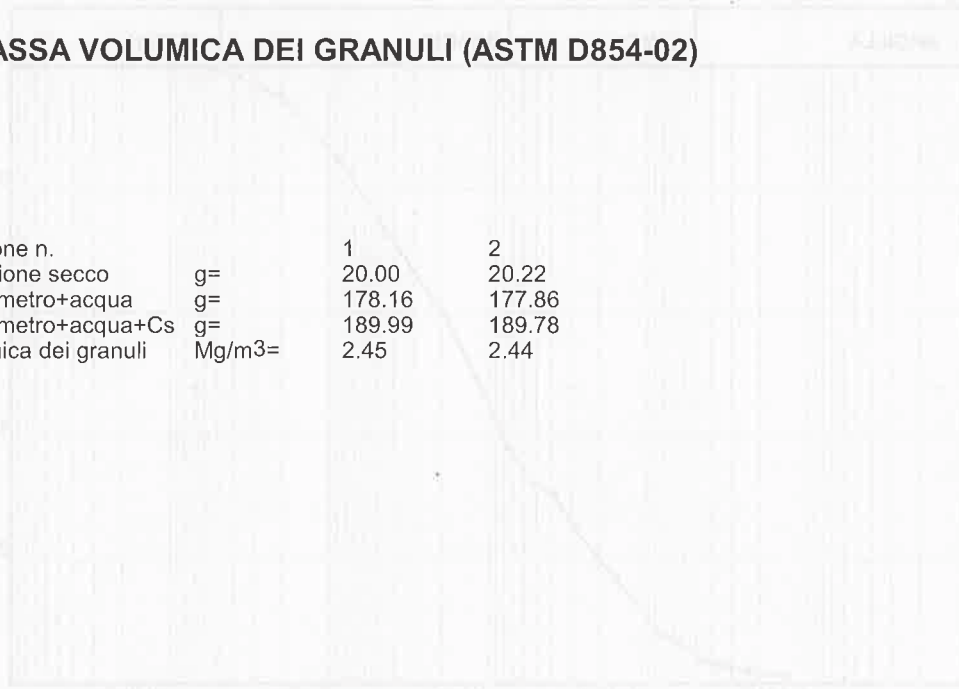 ASSA VOLUMICA DEI GRANULI (ASTM D854-02)
one n. 1 2
ione secco g= 20.00 20.22
metro+acqua g= 178.16 177.86
metro+acqua+Cs g= 189.99 189.78
ica dei granuli Mg/m3= 2.45 2.44